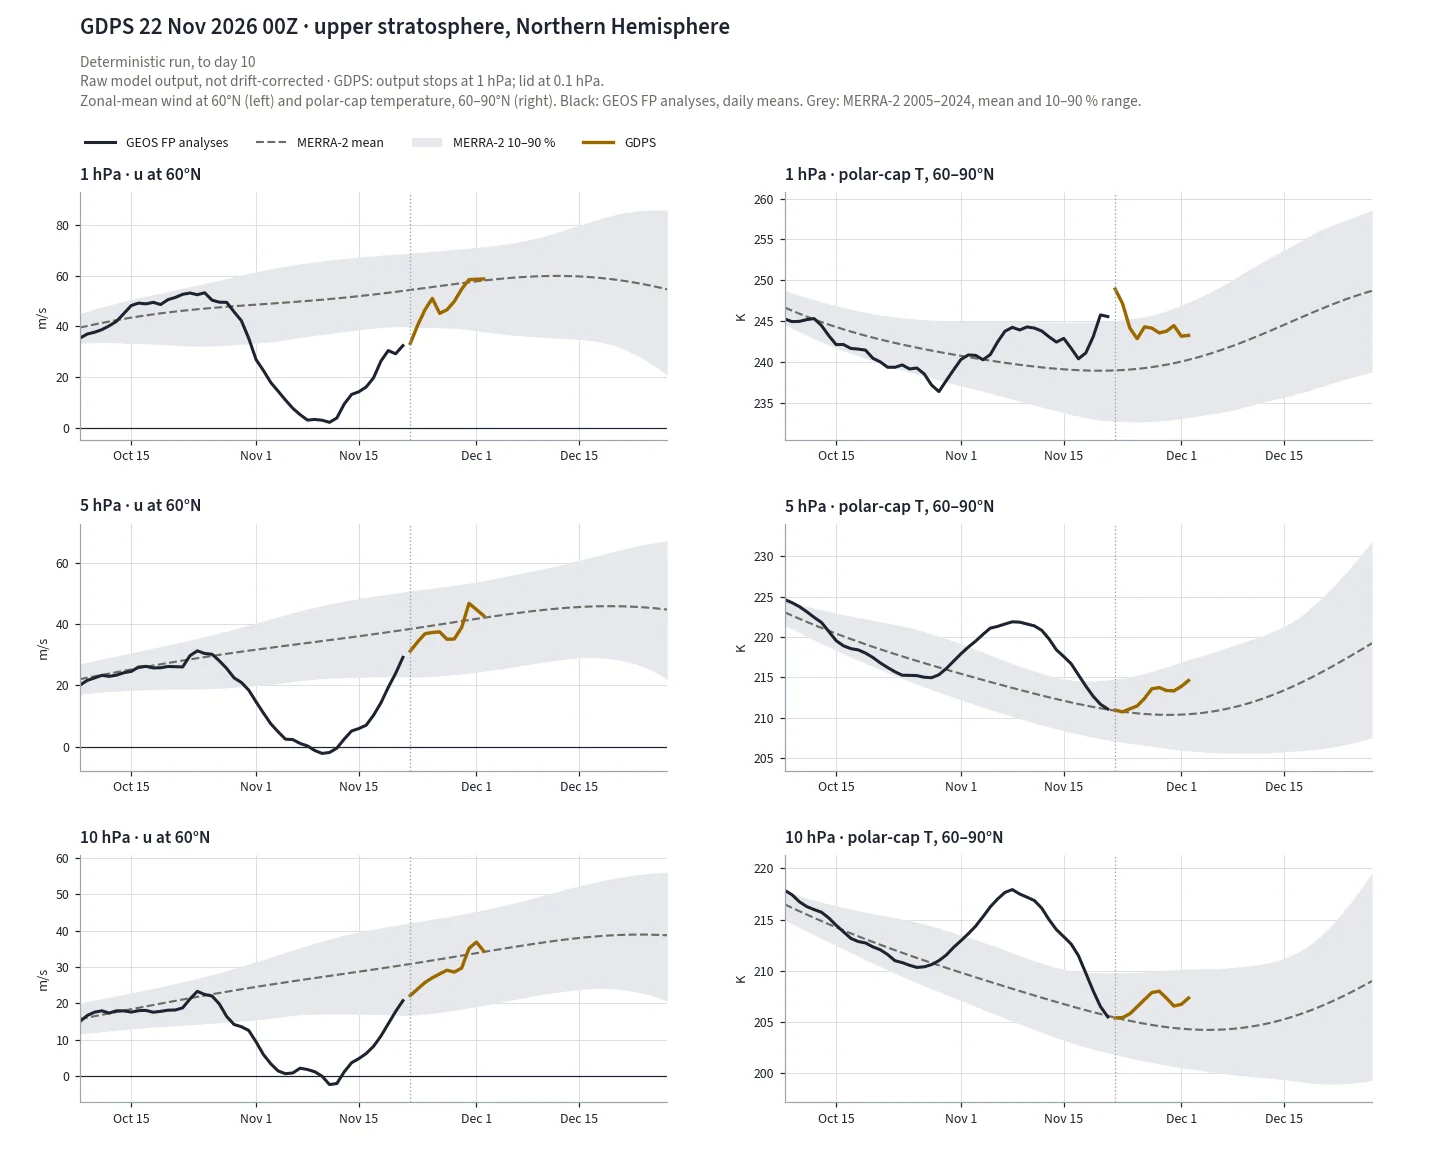 GDPS 22 Nov 2026 00Z · upper stratosphere, Northern Hemisphere
Deterministic run, to day 10
Raw model output, not drift-corrected · GDPS: output stops at 1 hPa; lid at 0.1 hPa.
Zonal-mean wind at 60°N (left) and polar-cap temperature, 60–90°N (right). Black: GEOS FP analyses, daily means. Grey: MERRA-2 2005–2024, mean and 10–90 % range.
GEOS FP analyses MERRA-2 mean MERRA-2 10–90 % GDPS
1 hPa · u at 60°N
80
60
40
20
0
m/s
Oct 15 Nov 1 Nov 15 Dec 1 Dec 15
1 hPa · polar-cap T, 60–90°N
260
255
250
245
240
235
K
Oct 15 Nov 1 Nov 15 Dec 1 Dec 15
5 hPa · u at 60°N
60
40
20
0
m/s
Oct 15 Nov 1 Nov 15 Dec 1 Dec 15
5 hPa · polar-cap T, 60–90°N
230
225
220
215
210
205
K
Oct 15 Nov 1 Nov 15 Dec 1 Dec 15
10 hPa · u at 60°N
60
50
40
30
20
10
0
m/s
Oct 15 Nov 1 Nov 15 Dec 1 Dec 15
10 hPa · polar-cap T, 60–90°N
220
215
210
205
200
K
Oct 15 Nov 1 Nov 15 Dec 1 Dec 15